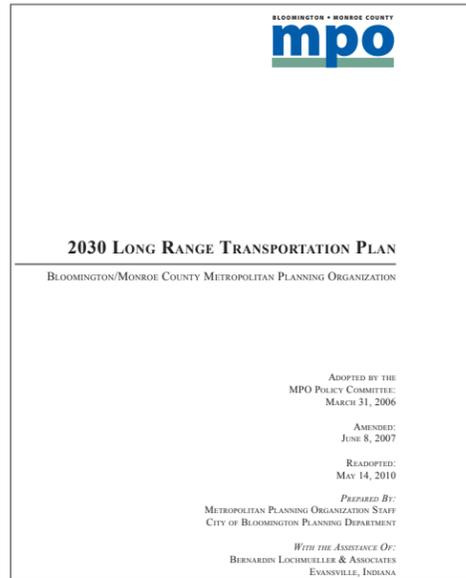 BLOOMINGTON • MONROE COUNTY
mpo
2030 LONG RANGE TRANSPORTATION PLAN
BLOOMINGTON/MONROE COUNTY METROPOLITAN PLANNING ORGANIZATION
ADOPTED BY THE
MPO POLICY COMMITTEE:
MARCH 31, 2006
AMENDED:
JUNE 8, 2007
READOPTED:
MAY 14, 2010
PREPARED BY:
METROPOLITAN PLANNING ORGANIZATION STAFF
CITY OF BLOOMINGTON PLANNING DEPARTMENT
WITH THE ASSISTANCE OF:
BERNARDIN LOCHMUELLER & ASSOCIATES
EVANSVILLE, INDIANA